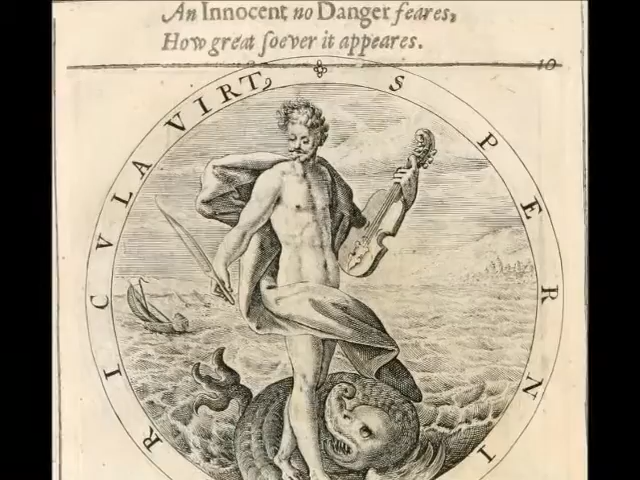 An Innocent no Danger feares,
How great soever it appeares.
10
SPERNI
RICVLA VIRT,